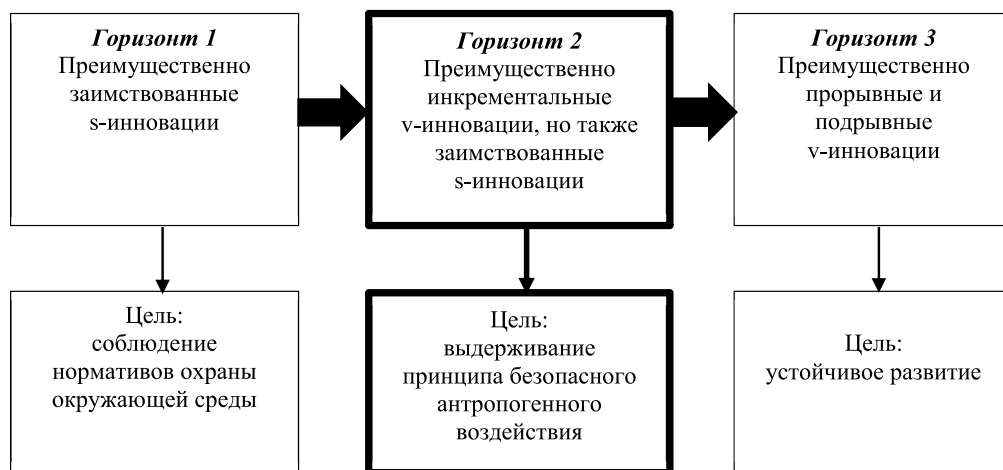 Горизонт 1
Преимущественно
заимствованные
s-инновации
Горизонт 2
Преимущественно
инкрементальные
v-инновации, но также
заимствованные
s-инновации
Горизонт 3
Преимущественно
прорывные и
подрывные
v-инновации
Цель:
соблюдение
нормативов охраны
окружающей среды
Цель:
выдерживание
принципа безопасного
антропогенного
воздействия
Цель:
устойчивое развитие